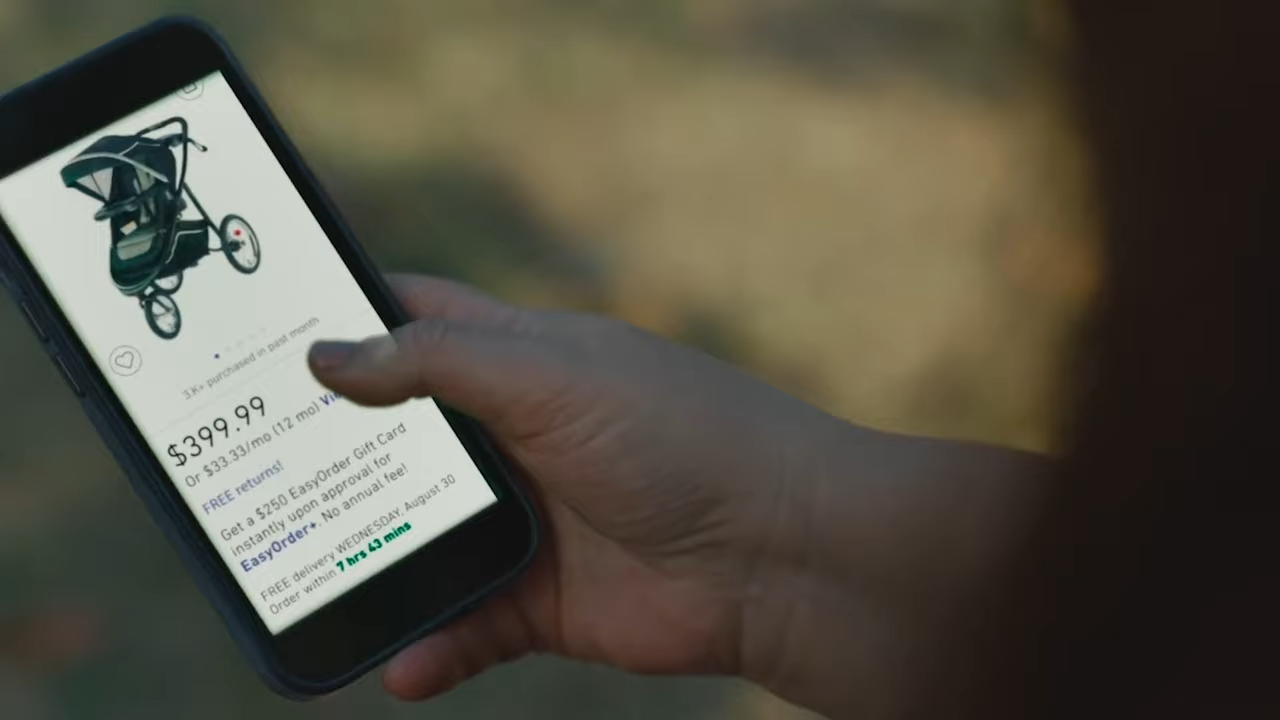 3K+ purchased in past month
$399.99
Or $33.33/mo (12 mo)
FREE returns!
Get a $250 EasyOrder Gift Card
instantly upon approval for
EasyOrder+. No annual fee!
FREE delivery WEDNESDAY, August 30
Order within 7 hrs 43 mins